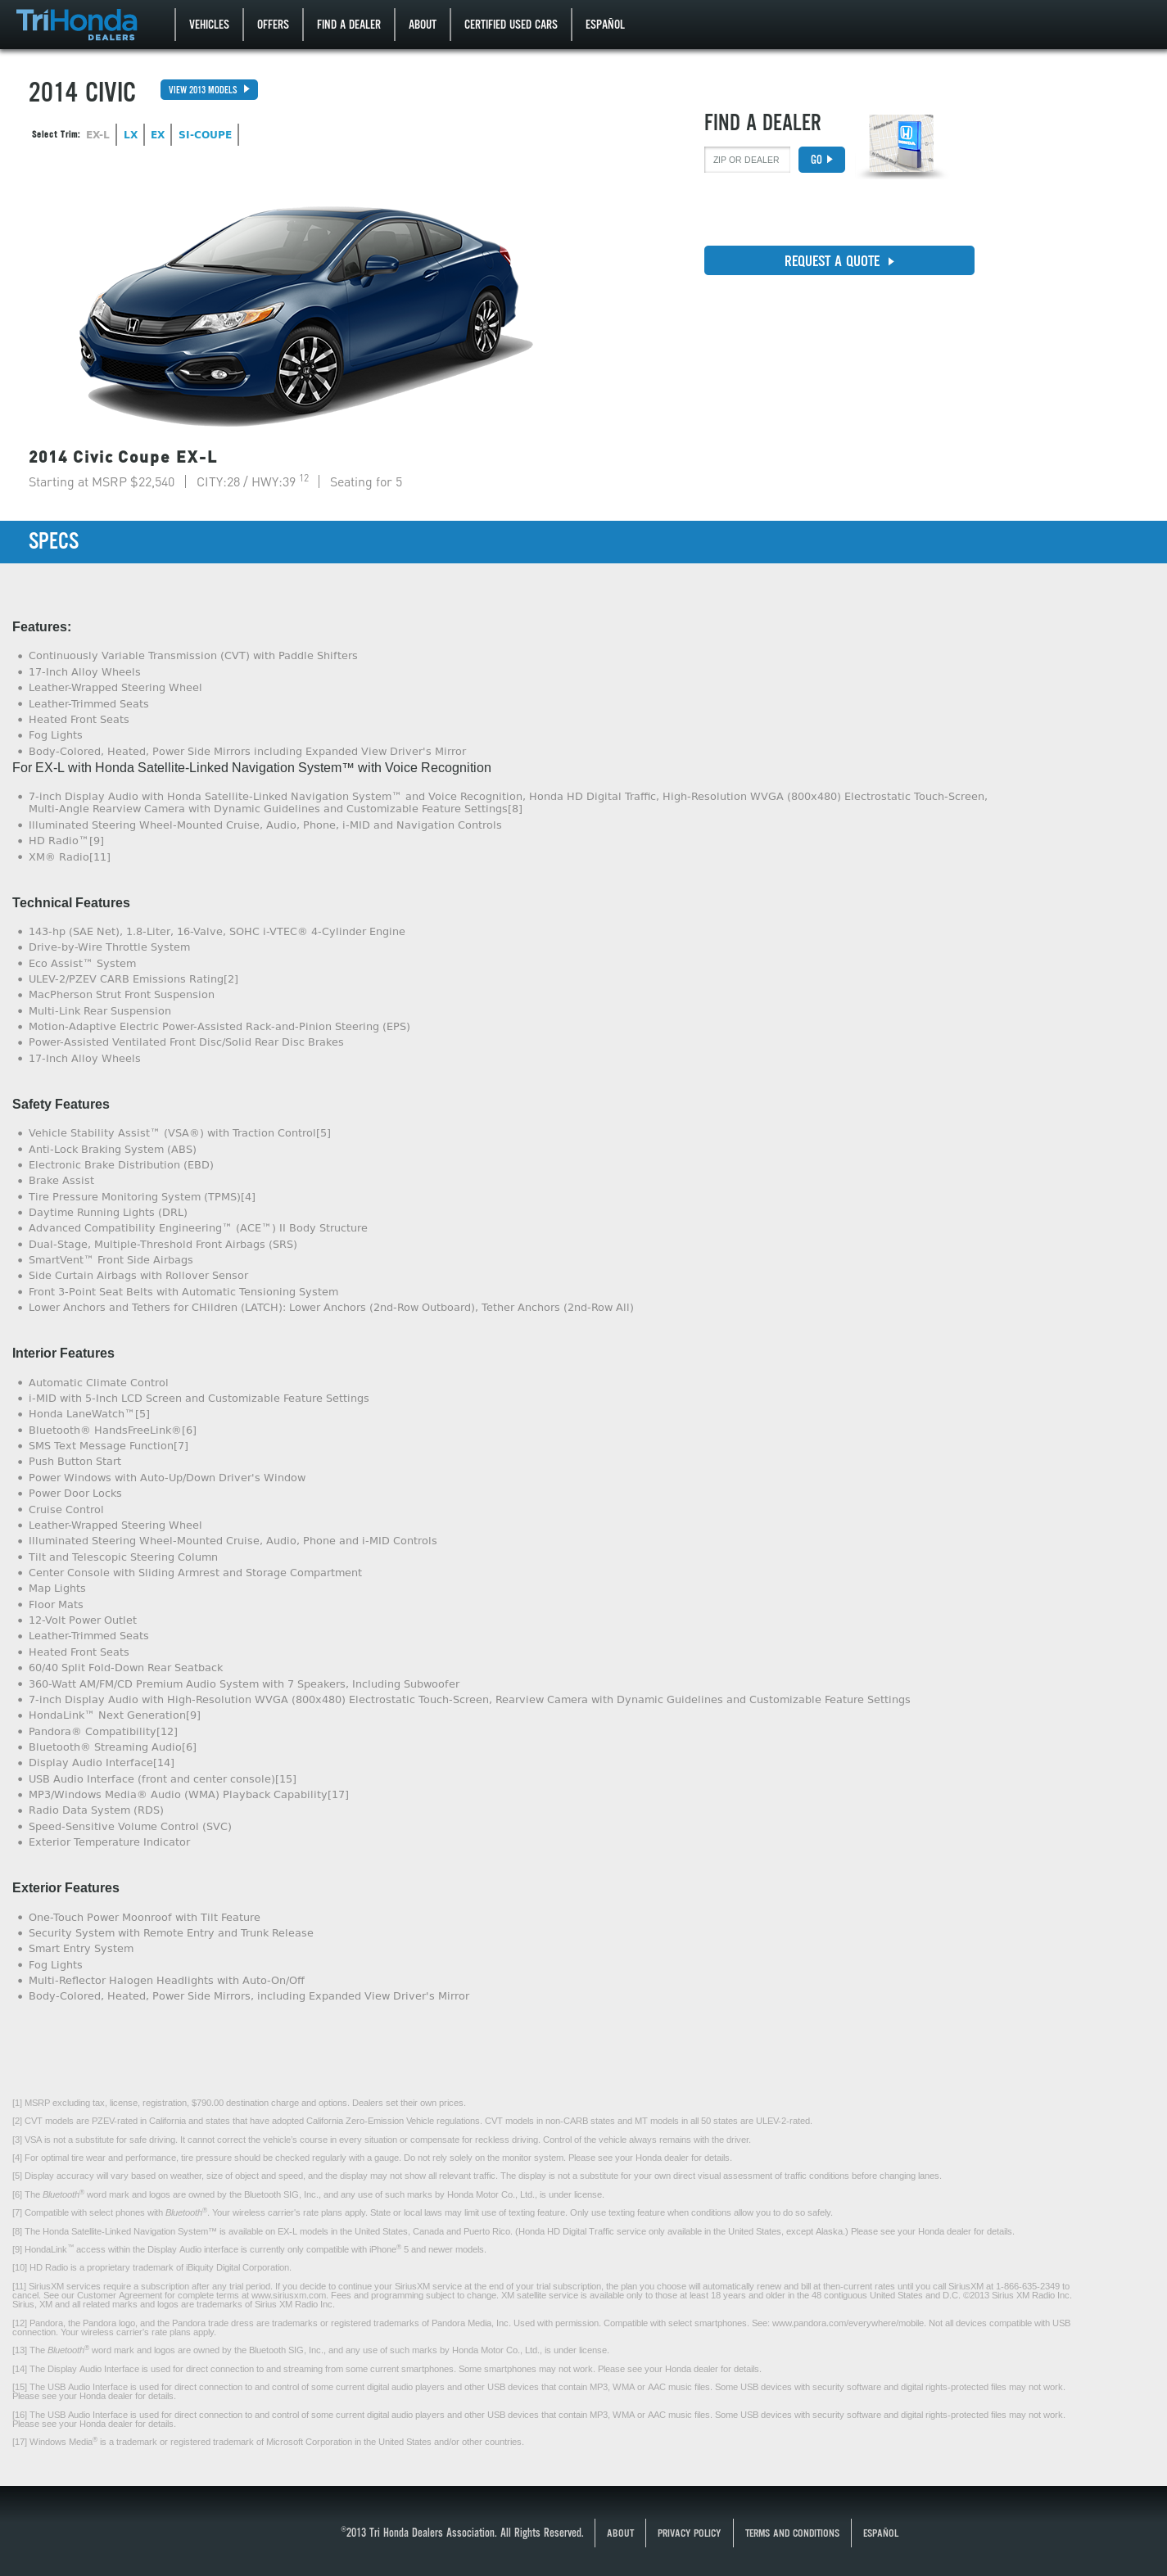 TriHonda
DEALERS
VEHICLES
OFFERS
FIND A DEALER
ABOUT
CERTIFIED USED CARS
ESPAÑOL
2014 CIVIC
VIEW 2013 MODELS
Select Trim: EX-L LX EX SI-COUPE
FIND A DEALER
ZIP OR DEALER
GO
REQUEST A QUOTE
2014 Civic Coupe EX-L
Starting at MSRP $22,540 | CITY:28 / HWY:39 12 | Seating for 5
SPECS
Features:
Continuously Variable Transmission (CVT) with Paddle Shifters
17-Inch Alloy Wheels
Leather-Wrapped Steering Wheel
Leather-Trimmed Seats
Heated Front Seats
Fog Lights
Body-Colored, Heated, Power Side Mirrors including Expanded View Driver's Mirror
For EX-L with Honda Satellite-Linked Navigation System™ with Voice Recognition
7-inch Display Audio with Honda Satellite-Linked Navigation System™ and Voice Recognition, Honda HD Digital Traffic, High-Resolution WVGA (800x480) Electrostatic Touch-Screen,
Multi-Angle Rearview Camera with Dynamic Guidelines and Customizable Feature Settings[8]
Illuminated Steering Wheel-Mounted Cruise, Audio, Phone, i-MID and Navigation Controls
HD Radio™[9]
XM® Radio[11]
Technical Features
143-hp (SAE Net), 1.8-Liter, 16-Valve, SOHC i-VTEC® 4-Cylinder Engine
Drive-by-Wire Throttle System
Eco Assist™ System
ULEV-2/PZEV CARB Emissions Rating[2]
MacPherson Strut Front Suspension
Multi-Link Rear Suspension
Motion-Adaptive Electric Power-Assisted Rack-and-Pinion Steering (EPS)
Power-Assisted Ventilated Front Disc/Solid Rear Disc Brakes
17-Inch Alloy Wheels
Safety Features
Vehicle Stability Assist™ (VSA®) with Traction Control[5]
Anti-Lock Braking System (ABS)
Electronic Brake Distribution (EBD)
Brake Assist
Tire Pressure Monitoring System (TPMS)[4]
Daytime Running Lights (DRL)
Advanced Compatibility Engineering™ (ACE™) II Body Structure
Dual-Stage, Multiple-Threshold Front Airbags (SRS)
SmartVent™ Front Side Airbags
Side Curtain Airbags with Rollover Sensor
Front 3-Point Seat Belts with Automatic Tensioning System
Lower Anchors and Tethers for CHildren (LATCH): Lower Anchors (2nd-Row Outboard), Tether Anchors (2nd-Row All)
Interior Features
Automatic Climate Control
i-MID with 5-Inch LCD Screen and Customizable Feature Settings
Honda LaneWatch™[5]
Bluetooth® HandsFreeLink®[6]
SMS Text Message Function[7]
Push Button Start
Power Windows with Auto-Up/Down Driver's Window
Power Door Locks
Cruise Control
Leather-Wrapped Steering Wheel
Illuminated Steering Wheel-Mounted Cruise, Audio, Phone and i-MID Controls
Tilt and Telescopic Steering Column
Center Console with Sliding Armrest and Storage Compartment
Map Lights
Floor Mats
12-Volt Power Outlet
Leather-Trimmed Seats
Heated Front Seats
60/40 Split Fold-Down Rear Seatback
360-Watt AM/FM/CD Premium Audio System with 7 Speakers, Including Subwoofer
7-inch Display Audio with High-Resolution WVGA (800x480) Electrostatic Touch-Screen, Rearview Camera with Dynamic Guidelines and Customizable Feature Settings
HondaLink™ Next Generation[9]
Pandora® Compatibility[12]
Bluetooth® Streaming Audio[6]
Display Audio Interface[14]
USB Audio Interface (front and center console)[15]
MP3/Windows Media® Audio (WMA) Playback Capability[17]
Radio Data System (RDS)
Speed-Sensitive Volume Control (SVC)
Exterior Temperature Indicator
Exterior Features
One-Touch Power Moonroof with Tilt Feature
Security System with Remote Entry and Trunk Release
Smart Entry System
Fog Lights
Multi-Reflector Halogen Headlights with Auto-On/Off
Body-Colored, Heated, Power Side Mirrors, including Expanded View Driver's Mirror
[1] MSRP excluding tax, license, registration, $790.00 destination charge and options. Dealers set their own prices.
[2] CVT models are PZEV-rated in California and states that have adopted California Zero-Emission Vehicle regulations. CVT models in non-CARB states and MT models in all 50 states are ULEV-2-rated.
[3] VSA is not a substitute for safe driving. It cannot correct the vehicle's course in every situation or compensate for reckless driving. Control of the vehicle always remains with the driver.
[4] For optimal tire wear and performance, tire pressure should be checked regularly with a gauge. Do not rely solely on the monitor system. Please see your Honda dealer for details.
[5] Display accuracy will vary based on weather, size of object and speed, and the display may not show all relevant traffic. The display is not a substitute for your own direct visual assessment of traffic conditions before changing lanes.
[6] The Bluetooth® word mark and logos are owned by the Bluetooth SIG, Inc., and any use of such marks by Honda Motor Co., Ltd., is under license.
[7] Compatible with select phones with Bluetooth®. Your wireless carrier's rate plans apply. State or local laws may limit use of texting feature. Only use texting feature when conditions allow you to do so safely.
[8] The Honda Satellite-Linked Navigation System™ is available on EX-L models in the United States, Canada and Puerto Rico. (Honda HD Digital Traffic service only available in the United States, except Alaska.) Please see your Honda dealer for details.
[9] HondaLink™ access within the Display Audio interface is currently only compatible with iPhone® 5 and newer models.
[10] HD Radio is a proprietary trademark of iBiquity Digital Corporation.
[11] SiriusXM services require a subscription after any trial period. If you decide to continue your SiriusXM service at the end of your trial subscription, the plan you choose will automatically renew and bill at then-current rates until you call SiriusXM at 1-866-635-2349 to
cancel. See our Customer Agreement for complete terms at www.siriusxm.com. Fees and programming subject to change. XM satellite service is available only to those at least 18 years and older in the 48 contiguous United States and D.C. ©2013 Sirius XM Radio Inc.
Sirius, XM and all related marks and logos are trademarks of Sirius XM Radio Inc.
[12] Pandora, the Pandora logo, and the Pandora trade dress are trademarks or registered trademarks of Pandora Media, Inc. Used with permission. Compatible with select smartphones. See: www.pandora.com/everywhere/mobile. Not all devices compatible with USB
connection. Your wireless carrier's rate plans apply.
[13] The Bluetooth® word mark and logos are owned by the Bluetooth SIG, Inc., and any use of such marks by Honda Motor Co., Ltd., is under license.
[14] The Display Audio Interface is used for direct connection to and streaming from some current smartphones. Some smartphones may not work. Please see your Honda dealer for details.
[15] The USB Audio Interface is used for direct connection to and control of some current digital audio players and other USB devices that contain MP3, WMA or AAC music files. Some USB devices with security software and digital rights-protected files may not work.
Please see your Honda dealer for details.
[16] The USB Audio Interface is used for direct connection to and control of some current digital audio players and other USB devices that contain MP3, WMA or AAC music files. Some USB devices with security software and digital rights-protected files may not work.
Please see your Honda dealer for details.
[17] Windows Media® is a trademark or registered trademark of Microsoft Corporation in the United States and/or other countries.
®2013 Tri Honda Dealers Association. All Rights Reserved.
ABOUT
PRIVACY POLICY
TERMS AND CONDITIONS
ESPAÑOL